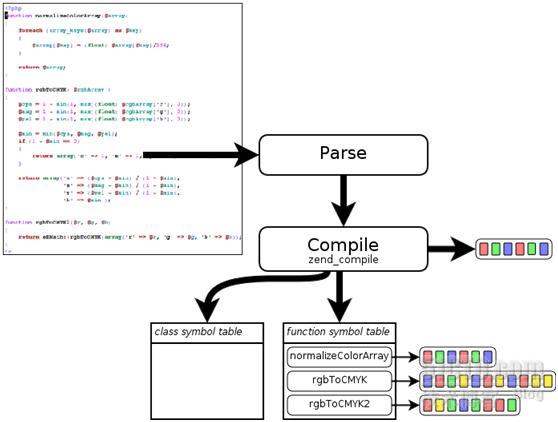 <?php
function normalizeColorArray( $array)
{
foreach (array_keys($array) as $key)
{
$array[$key] = (float) $array[$key]/256;
}
return $array;
}
function rgbToCMYK( $rgbArray )
{
$cya = 1 - min(1, max((float) $rgbArray['r'], 0));
$mag = 1 - min(1, max((float) $rgbArray['g'], 0));
$yel = 1 - min(1, max((float) $rgbArray['b'], 0));
$min = min($cya, $mag, $yel);
if (1 - $min == 0)
{
return array('c' => 1, 'm' => 1,
}
return array('c' => ($cya - $min) / (1 - $min),
'm' => ($mag - $min) / (1 - $min),
'y' => ($yel - $min) / (1 - $min),
'k' => $min );
}
function rgbToCMYK2($r, $g, $b)
{
return eZMath::rgbToCMYK(array('r' => $r, 'g' => $g, 'b' => $b));
}
?>
Parse
Compile
zend_compile
class symbol table
function symbol table
normalizeColorArray
rgbToCMYK
rgbToCMYK2